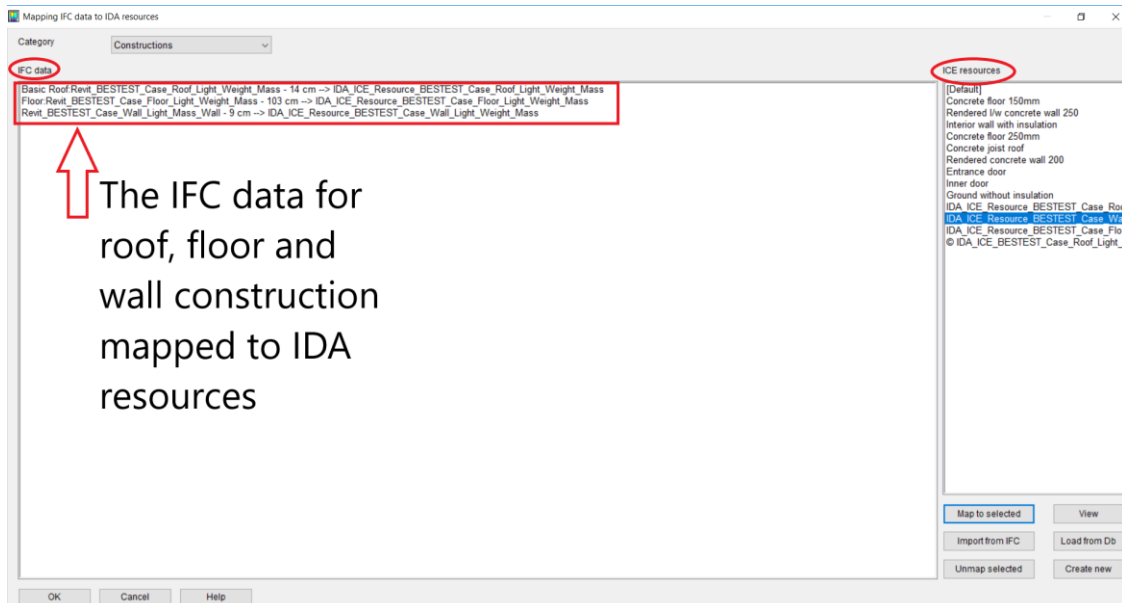 Mapping IFC data to IDA resources
Category
Constructions
IFC data
ICE resources
Basic Roof:Revit_BESTEST_Case_Roof_Light_Weight_Mass - 14 cm --> IDA_ICE_Resource_BESTEST_Case_Roof_Light_Weight_Mass
Floor:Revit_BESTEST_Case_Floor_Light_Weight_Mass - 103 cm --> IDA_ICE_Resource_BESTEST_Case_Floor_Light_Weight_Mass
Revit_BESTEST_Case_Wall_Light_Mass_Wall - 9 cm --> IDA_ICE_Resource_BESTEST_Case_Wall_Light_Weight_Mass
The IFC data for
roof, floor and
wall construction
mapped to IDA
resources
[Default]
Concrete floor 150mm
Rendered l/w concrete wall 250
Interior wall with insulation
Concrete floor 250mm
Concrete joist roof
Rendered concrete wall 200
Entrance door
Inner door
Ground without insulation
IDA_ICE_Resource_BESTEST_Case_Roo
IDA_ICE_Resource_BESTEST_Case_Wa
IDA_ICE_Resource_BESTEST_Case_Flo
© IDA_ICE_BESTEST_Case_Roof_Light_
Map to selected
View
Import from IFC
Load from Db
Unmap selected
Create new
OK
Cancel
Help